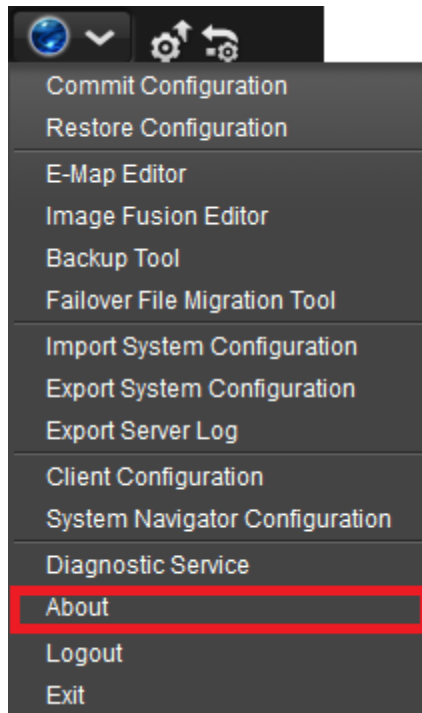 Commit Configuration
Restore Configuration
E-Map Editor
Image Fusion Editor
Backup Tool
Failover File Migration Tool
Import System Configuration
Export System Configuration
Export Server Log
Client Configuration
System Navigator Configuration
Diagnostic Service
About
Logout
Exit